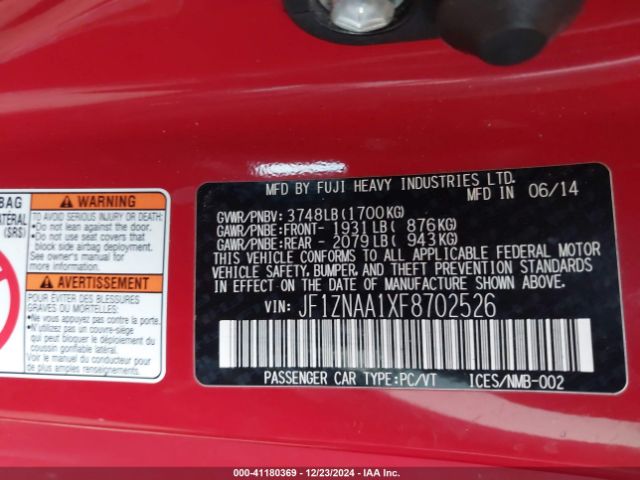 BAG
LATÉRAL
(SRS)
WARNING
TO AVOID SERIOUS INJURY OR DEATH:
•Do not lean against the door.
•Do not use seat covers that
block side airbag deployment.
See owner's manual for
more information.
AVERTISSEMENT
POUR ÉVITER DES BLESSURES
GRAVES OU MORTELLES:
•Ne pas s'appuyer sur la porte.
•Ne pas utilisez un couvre-siège
qui peut bloquer le déploiement du
coussin gonflable latéral.
Voir le manuel du conducteur
pour plus d'informations.
MFD BY FUJI HEAVY INDUSTRIES LTD.
MFD IN 06/14
GVWR/PNBV: 3748LB(1700KG)
GAWR/PNBE:FRONT- 1931LB( 876KG)
GAWR/PNBE:REAR - 2079LB( 943KG)
THIS VEHICLE CONFORMS TO ALL APPLICABLE FEDERAL MOTOR
VEHICLE SAFETY, BUMPER, AND THEFT PREVENTION STANDARDS
IN EFFECT ON THE DATE OF MANUFACTURE SHOWN ABOVE.
VIN: JF1ZNAA1XF8702526
PASSENGER CAR TYPE:PC/VT ICES/NMB-002
000-41180369 - 12/23/2024 - IAA Inc.